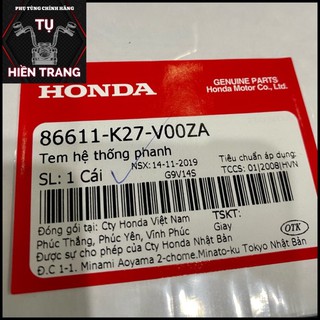 PHỤ TÙNG CHÍNH HÃNG
TỤ
HIỀN TRANG
HONDA
GENUINE PARTS
Honda Motor Co., Ltd.
86611-K27-V00ZA
Tem hệ thống phanh
SL: 1 Cái
NSX: 14-11-2019
G9V14S
Tiêu chuẩn áp dụng:
TCCS: 01|2008|HVN
Đóng gói tại: Cty Honda Việt Nam
Phúc Thắng, Phúc Yên, Vĩnh Phúc
TSKT:
Giay
OTK
Được sự cho phép của Cty Honda Nhật Bản
Đ.C 1-1. Minami Aoyama 2-chome,Minato-ku Tokyo Nhật Bản